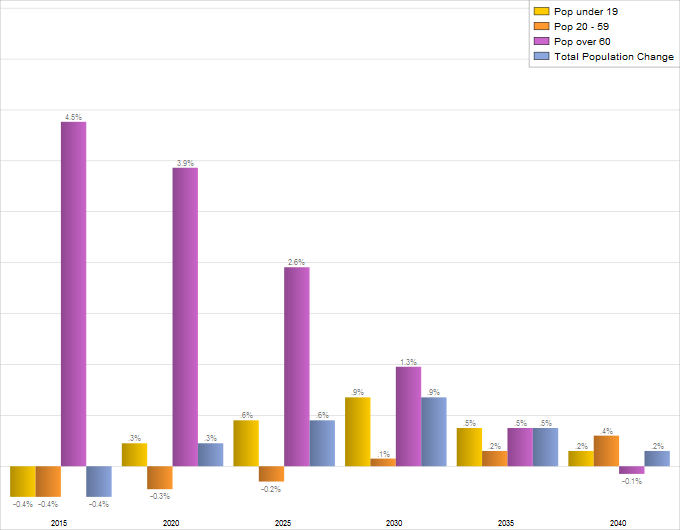 Pop under 19
Pop 20 - 59
Pop over 60
Total Population Change
4.5%
3.9%
2.6%
1.3%
.9% .9%
.6% .6%
.5% .5% .5%
.4%
.3% .3%
.2% .2% .2%
.1%
-0.4% -0.4% -0.4%
-0.3%
-0.2%
-0.1%
2015 2020 2025 2030 2035 2040